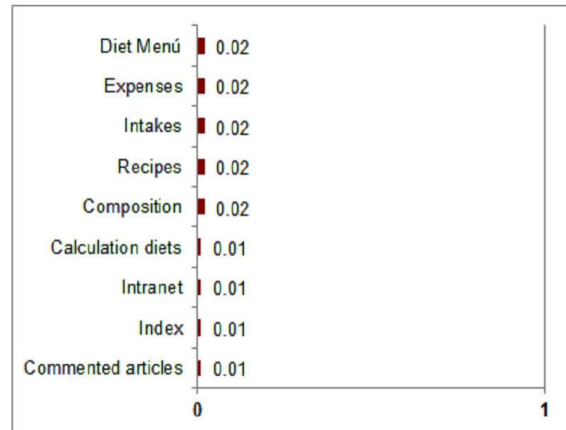 Diet Menú 0.02
Expenses 0.02
Intakes 0.02
Recipes 0.02
Composition 0.02
Calculation diets 0.01
Intranet 0.01
Index 0.01
Commented articles 0.01
0 1